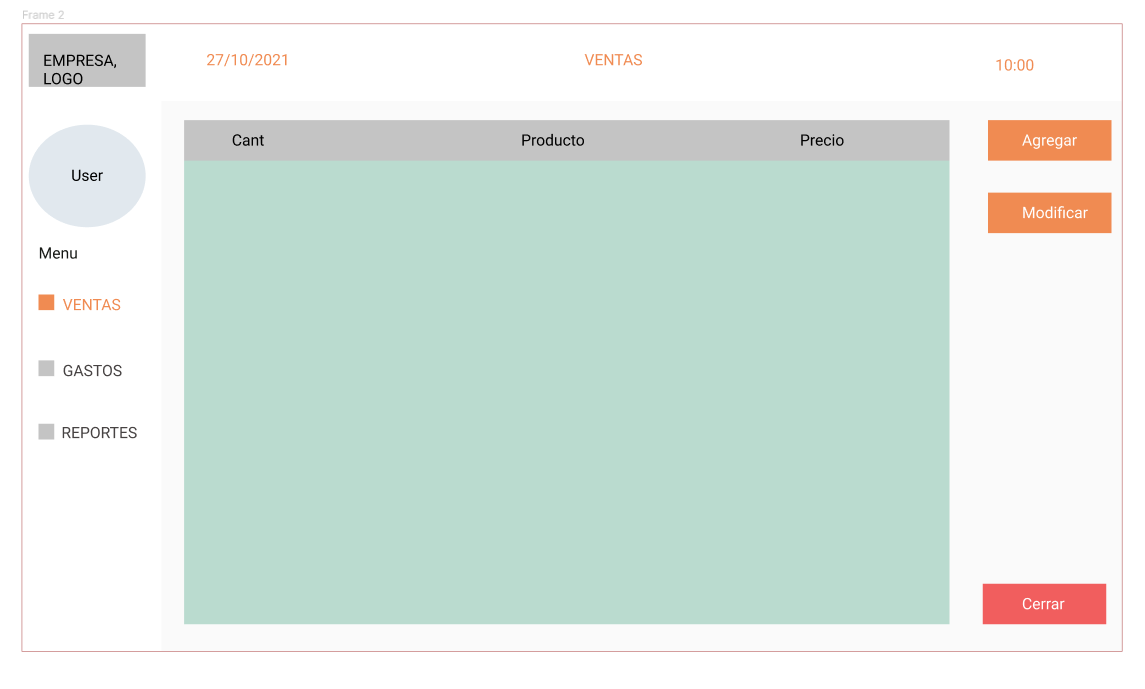 Frame 2
EMPRESA,
LOGO
27/10/2021
VENTAS
10:00
User
Menu
VENTAS
GASTOS
REPORTES
Cant Producto Precio
Agregar
Modificar
Cerrar